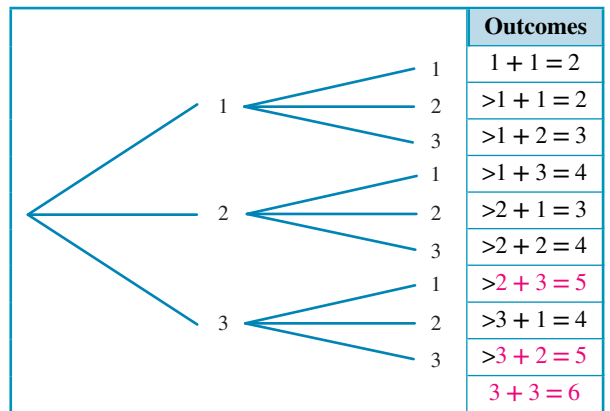 Outcomes
1 1 + 1 = 2
1 2 >1 + 1 = 2
3 >1 + 2 = 3
1 >1 + 3 = 4
2 2 >2 + 1 = 3
3 >2 + 2 = 4
1 >2 + 3 = 5
3 2 >3 + 1 = 4
3 >3 + 2 = 5
3 + 3 = 6